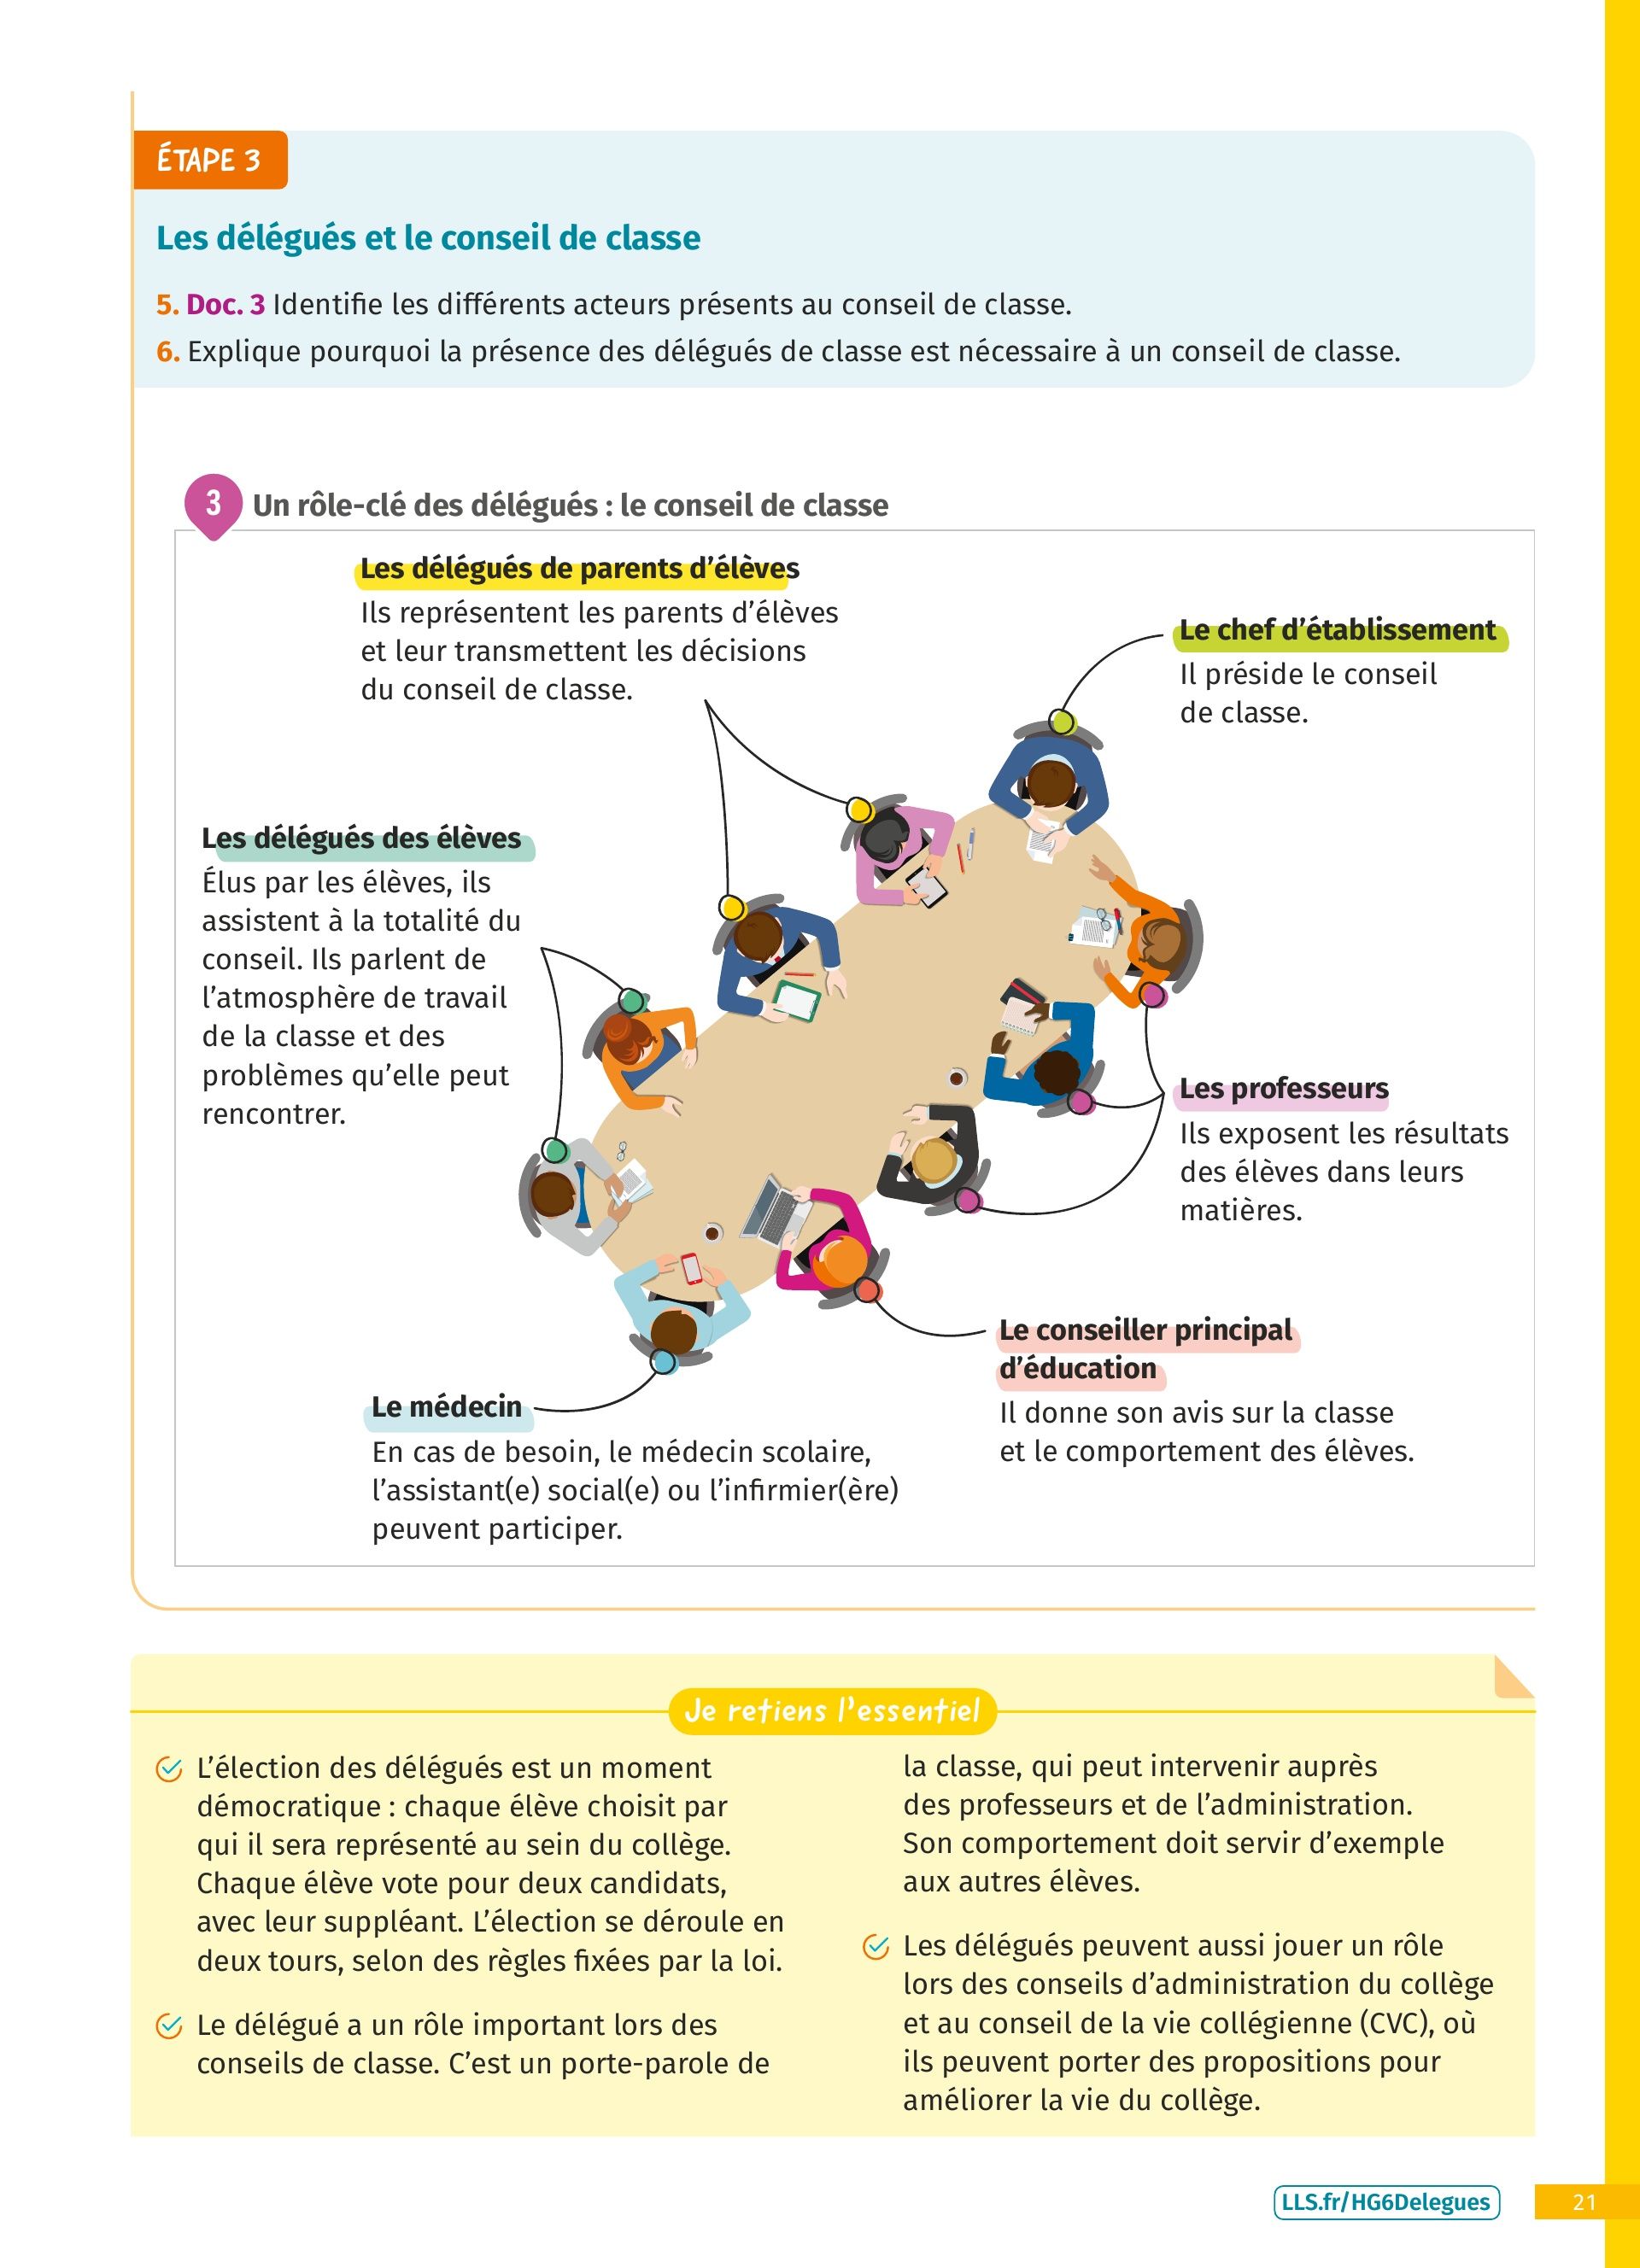 ÉTAPE 3
Les délégués et le conseil de classe
5. Doc. 3 Identifie les différents acteurs présents au conseil de classe.
6. Explique pourquoi la présence des délégués de classe est nécessaire à un conseil de classe.
3 Un rôle-clé des délégués : le conseil de classe
Les délégués de parents d’élèves
Ils représentent les parents d’élèves
et leur transmettent les décisions
du conseil de classe.
Le chef d’établissement
Il préside le conseil
de classe.
Les délégués des élèves
Élus par les élèves, ils
assistent à la totalité du
conseil. Ils parlent de
l’atmosphère de travail
de la classe et des
problèmes qu’elle peut
rencontrer.
Les professeurs
Ils exposent les résultats
des élèves dans leurs
matières.
Le conseiller principal
d’éducation
Il donne son avis sur la classe
et le comportement des élèves.
Le médecin
En cas de besoin, le médecin scolaire,
l’assistant(e) social(e) ou l’infirmier(ère)
peuvent participer.
Je retiens l’essentiel
L’élection des délégués est un moment
démocratique : chaque élève choisit par
qui il sera représenté au sein du collège.
Chaque élève vote pour deux candidats,
avec leur suppléant. L’élection se déroule en
deux tours, selon des règles fixées par la loi.
Le délégué a un rôle important lors des
conseils de classe. C’est un porte-parole de
la classe, qui peut intervenir auprès
des professeurs et de l’administration.
Son comportement doit servir d’exemple
aux autres élèves.
Les délégués peuvent aussi jouer un rôle
lors des conseils d’administration du collège
et au conseil de la vie collégienne (CVC), où
ils peuvent porter des propositions pour
améliorer la vie du collège.
LLS.fr/HG6Delegues
21